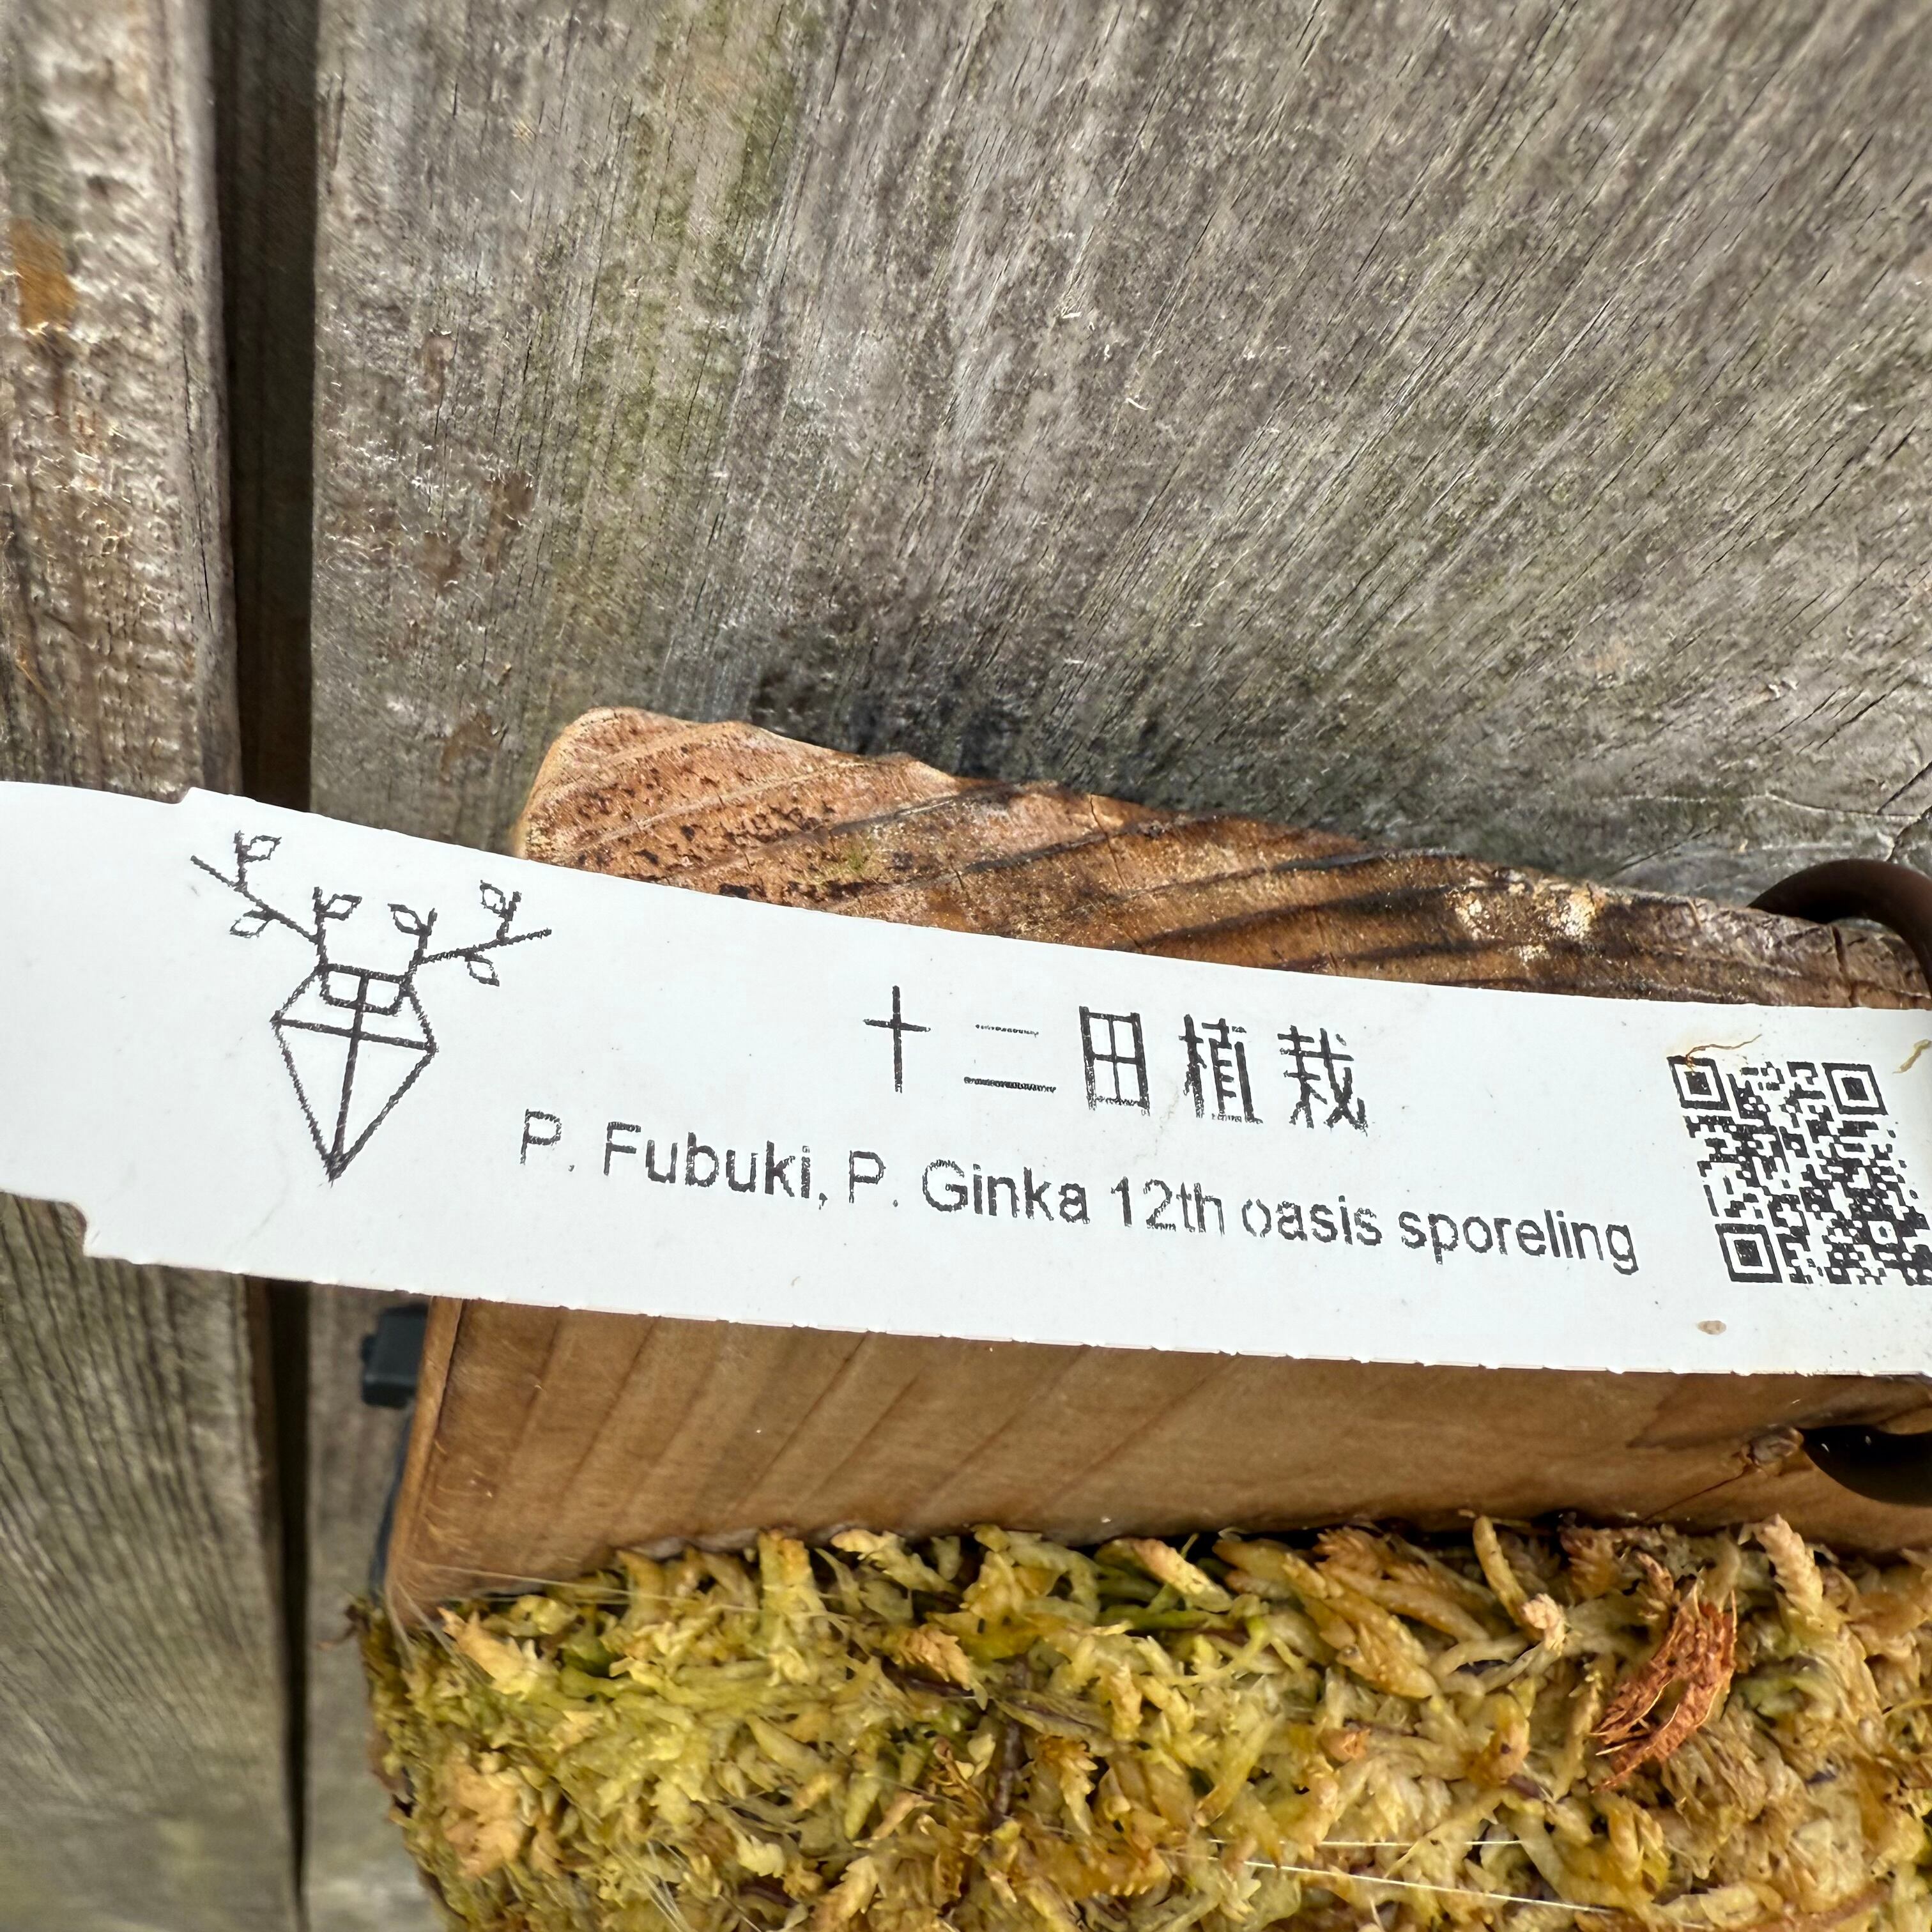 十二田植栽
P. Fubuki, P. Ginka 12th oasis sporeling